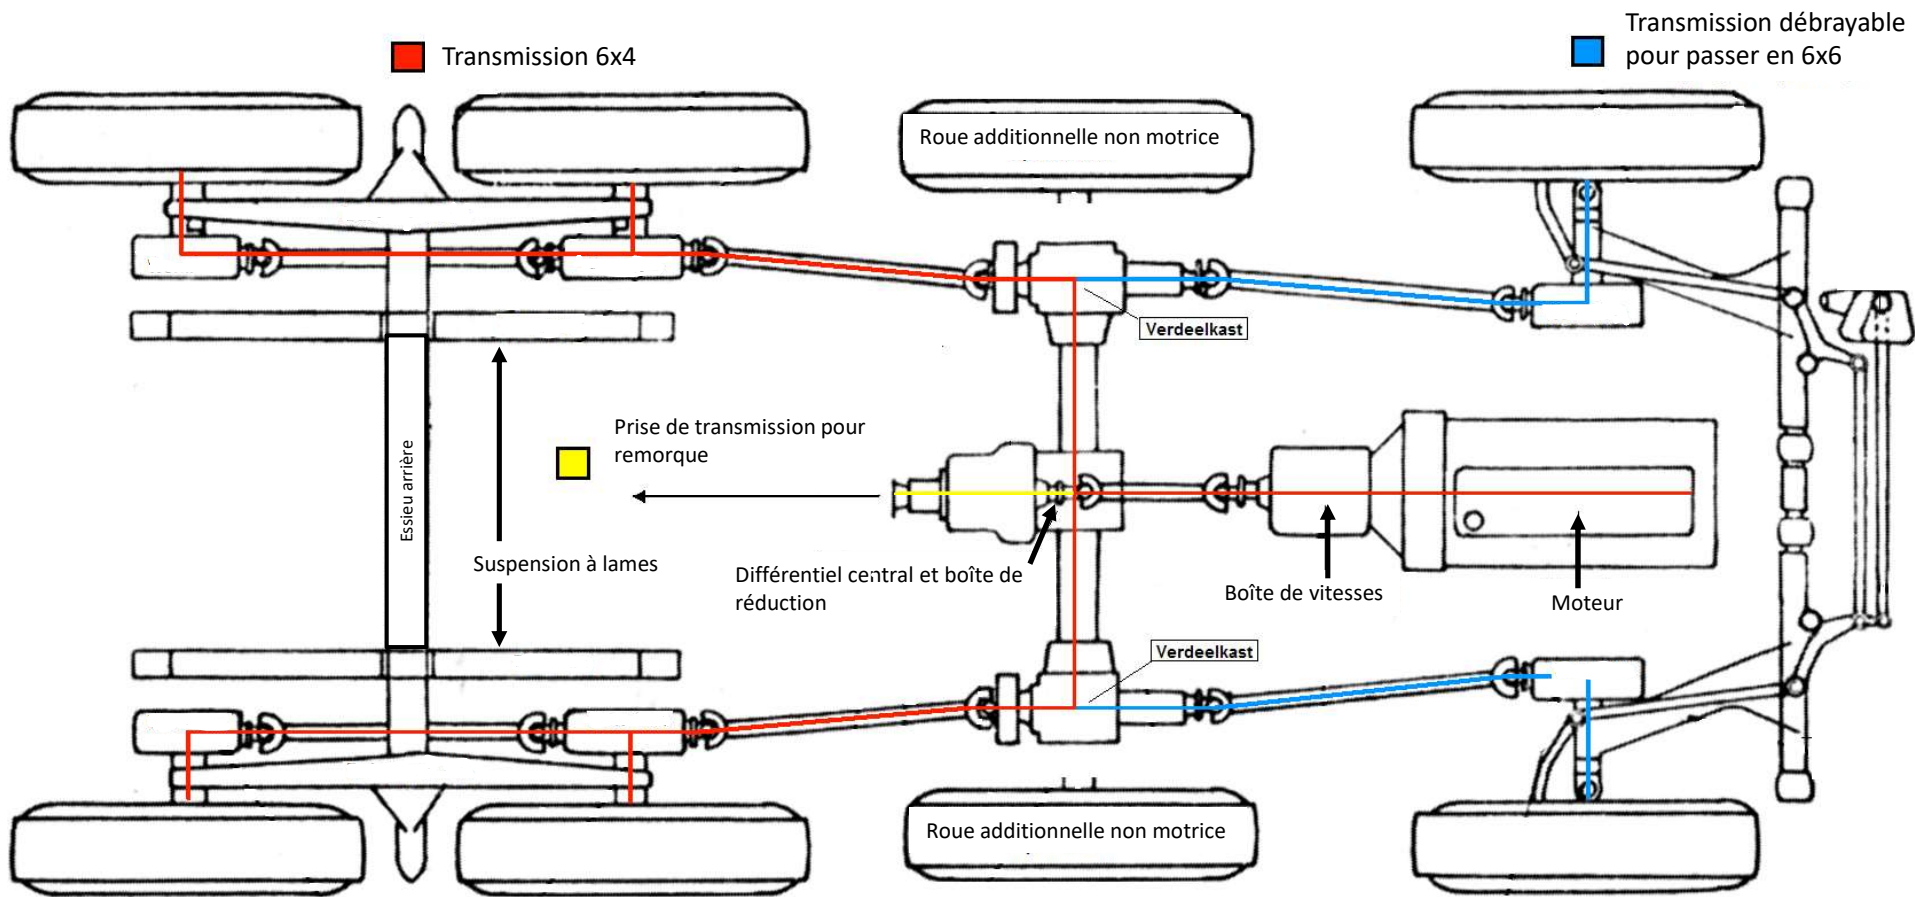 Transmission 6x4
Transmission débrayable
pour passer en 6x6
Roue additionnelle non motrice
Verdeelkast
Prise de transmission pour
remorque
Essieu arrière
Suspension à lames
Différentiel central et boîte de
réduction
Boîte de vitesses
Moteur
Verdeelkast
Roue additionnelle non motrice